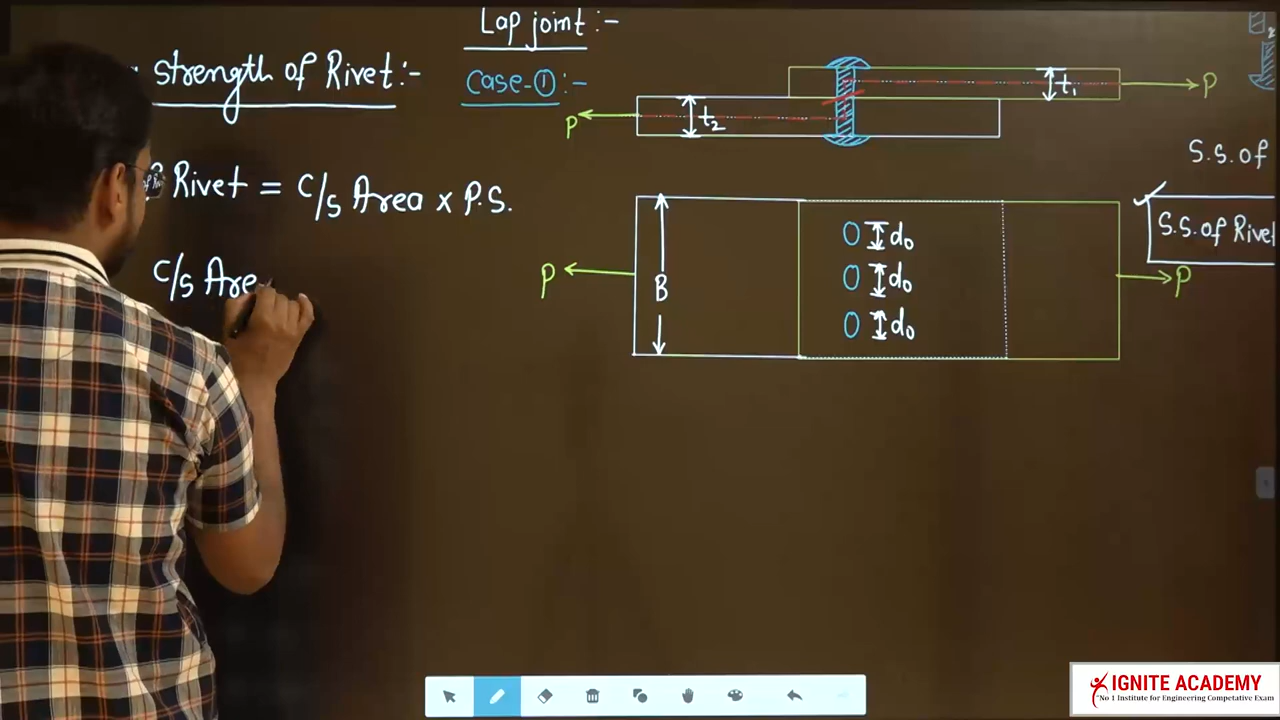 Lap joint :-
strength of Rivet :-
Case-① :-
t₁
P
P
t₂
S.S. of
Rivet = C/s Area x P.S.
S.S. of Rivet
d₀
P
B
d₀
P
C/s Are
d₀
IGNITE ACADEMY
"No 1 Institute for Engineering Competative Exam